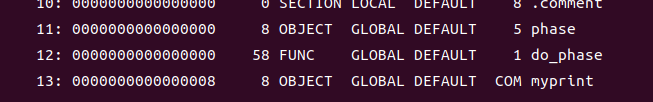 10: 0000000000000000     0 SECTION LOCAL  DEFAULT    8 .comment
11: 0000000000000000     8 OBJECT  GLOBAL DEFAULT    5 phase
12: 0000000000000000    58 FUNC    GLOBAL DEFAULT    1 do_phase
13: 0000000000000008     8 OBJECT  GLOBAL DEFAULT  COM myprint